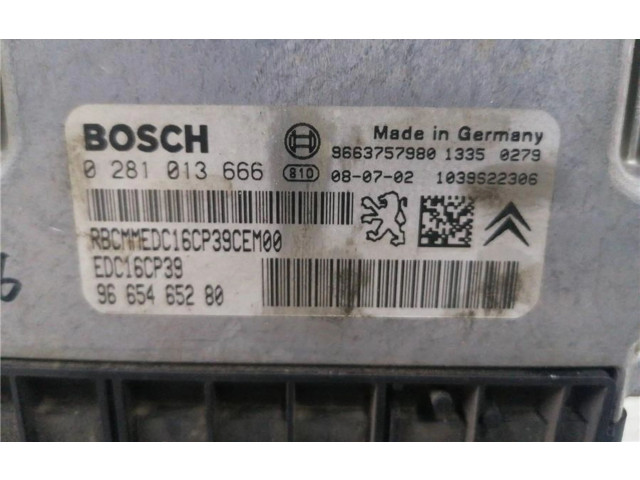 BOSCH
Made in Germany
9663757980 1335 0279
0 281 013 666
810 08-07-02 1039S22306
RBCMMEDC16CP39CEM00
EDC16CP39
96 654 652 80